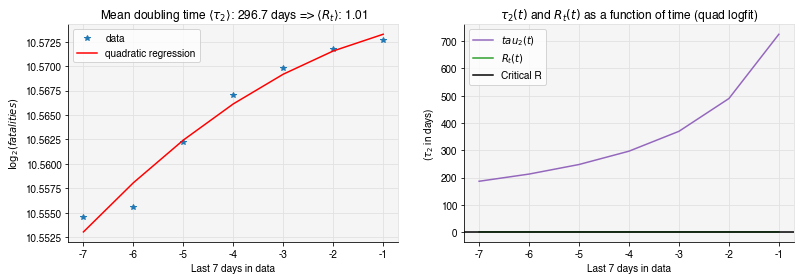 Mean doubling time ⟨τ₂⟩: 296.7 days => ⟨Rₜ⟩: 1.01
data
quadratic regression
log₂(fatalities)
10.5725
10.5700
10.5675
10.5650
10.5625
10.5600
10.5575
10.5550
10.5525
-7 -6 -5 -4 -3 -2 -1
Last 7 days in data
τ₂(t) and Rₜ(t) as a function of time (quad logfit)
tau₂(t)
Rₜ(t)
Critical R
(τ₂ in days)
700
600
500
400
300
200
100
0
-7 -6 -5 -4 -3 -2 -1
Last 7 days in data